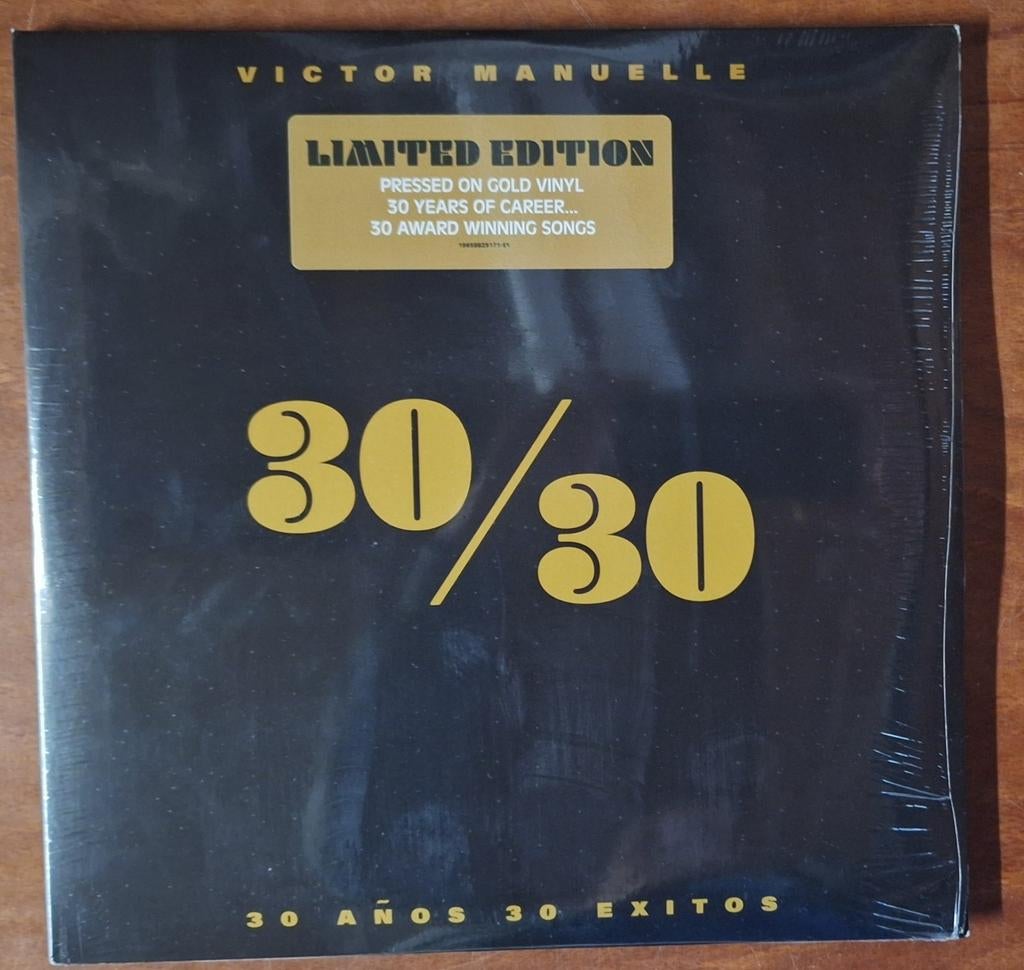 VICTOR MANUELLE
LIMITED EDITION
PRESSED ON GOLD VINYL
30 YEARS OF CAREER...
30 AWARD WINNING SONGS
30/30
30 AÑOS 30 EXITOS